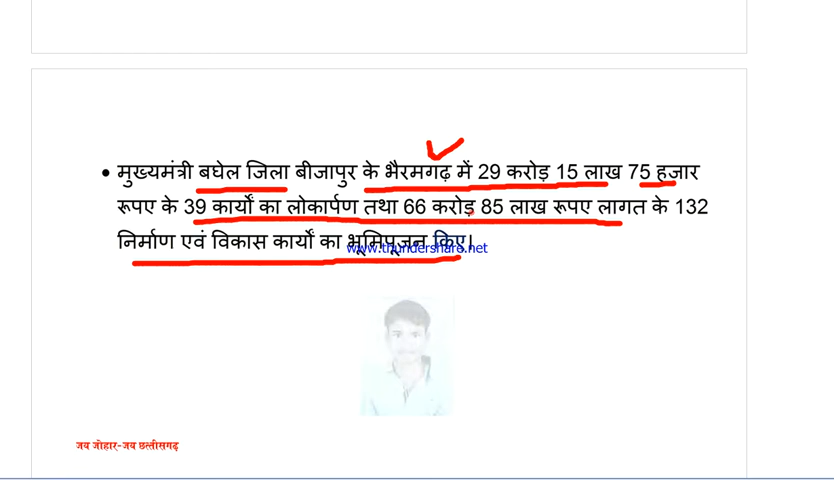 • मुख्यमंत्री बघेल जिला बीजापुर के भैरमगढ़ में 29 करोड़ 15 लाख 75 हजार
रूपए के 39 कार्यों का लोकार्पण तथा 66 करोड़ 85 लाख रूपए लागत के 132
निर्माण एवं विकास कार्यों का भूमिपूजन किए।
www.thundershare.net
जय जोहार-जय छत्तीसगढ़